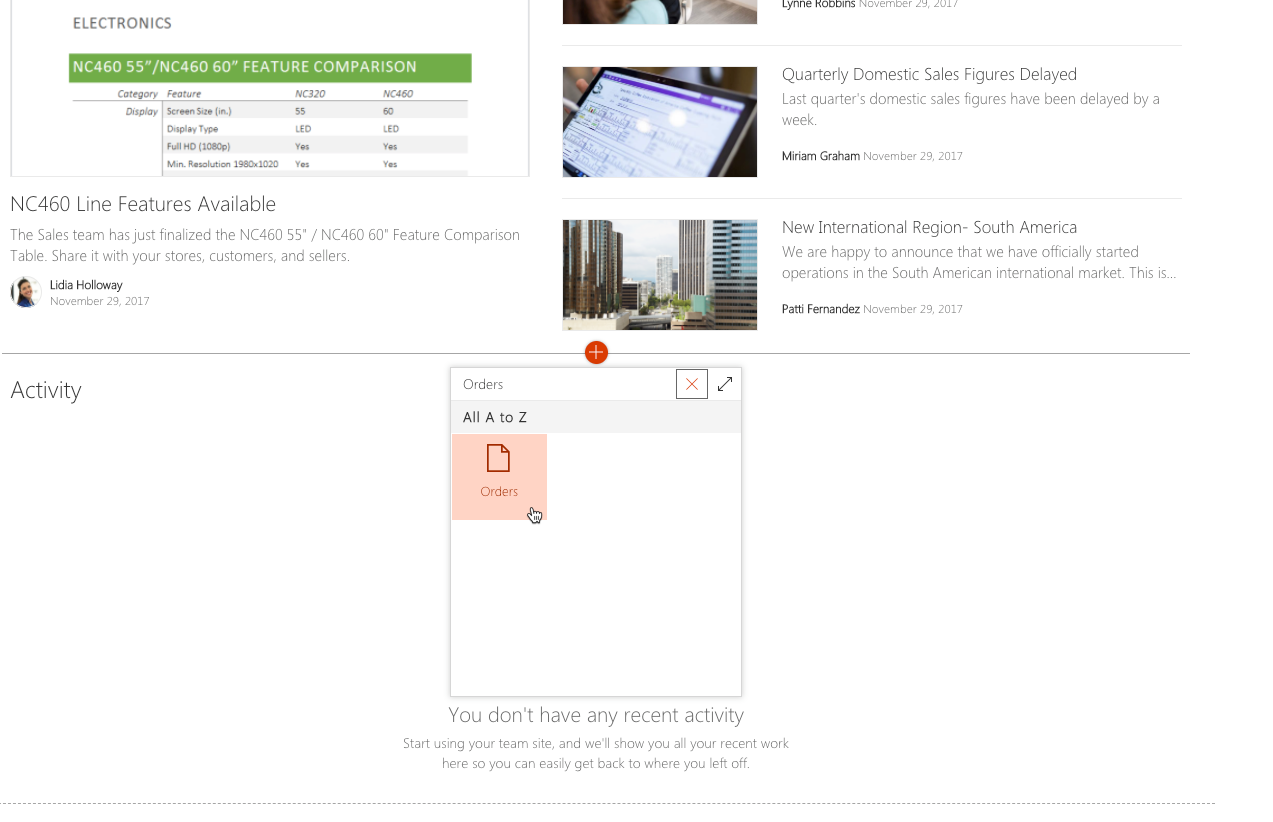 ELECTRONICS
NC460 55"/NC460 60" FEATURE COMPARISON
Category Feature NC320 NC460
Display Screen Size (in.) 55 60
Display Type LED LED
Full HD (1080p) Yes Yes
Min. Resolution 1980x1020 Yes Yes
NC460 Line Features Available
The Sales team has just finalized the NC460 55" / NC460 60" Feature Comparison
Table. Share it with your stores, customers, and sellers.
Lidia Holloway
November 29, 2017
Lynne Robbins November 29, 2017
Quarterly Domestic Sales Figures Delayed
Last quarter's domestic sales figures have been delayed by a
week.
Miriam Graham November 29, 2017
New International Region- South America
We are happy to announce that we have officially started
operations in the South American international market. This is...
Patti Fernandez November 29, 2017
Activity
Orders
All A to Z
Orders
You don't have any recent activity
Start using your team site, and we'll show you all your recent work
here so you can easily get back to where you left off.